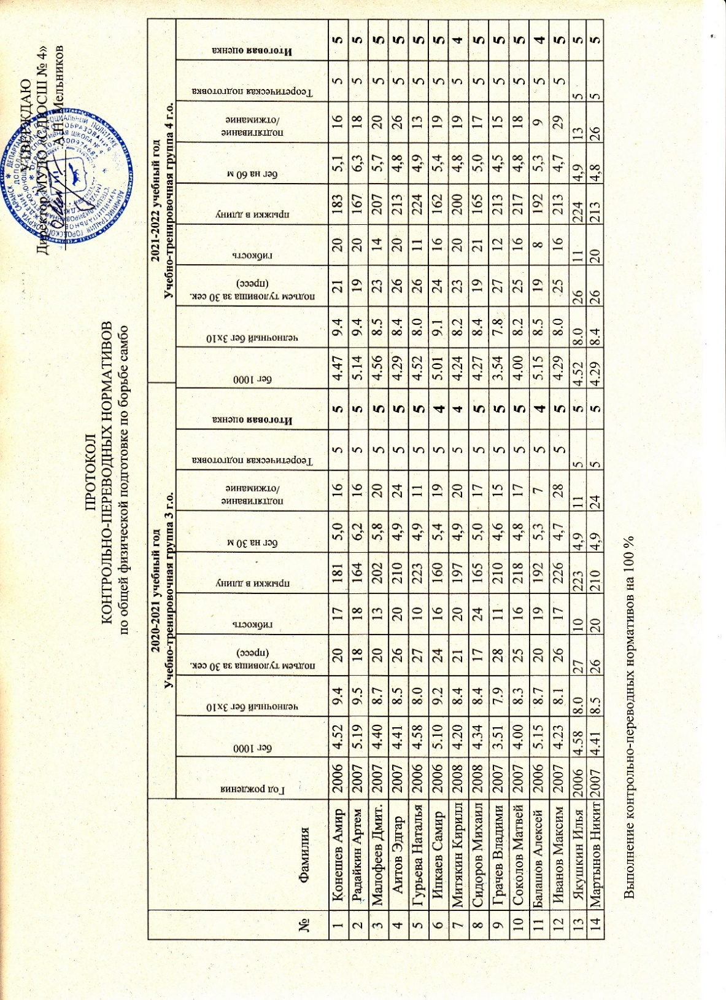 УТВЕРЖДАЮ
Директор МУДО «СДЮСШ № 4»
А.Н. Мельников
ПРОТОКОЛ
КОНТРОЛЬНО-ПЕРЕВОДНЫХ НОРМАТИВОВ
по общей физической подготовке по борьбе самбо
2020-2021 учебный год 2021-2022 учебный год
Учебно-тренировочная группа 3 г.о. Учебно-тренировочная группа 4 г.о.
№ Фамилия Год рождения бег 1000 челночный бег 3х10 подъем туловища за 30 сек. (пресс) гибкость прыжки в длину бег на 30 м подтягивание /отжимание Теоретическая подготовка Итоговая оценка бег 1000 челночный бег 3х10 подъем туловища за 30 сек. (пресс) гибкость прыжки в длину бег на 60 м подтягивание /отжимание Теоретическая подготовка Итоговая оценка
1 Конешев Амир 2006 4.52 9.4 20 17 181 5,0 16 5 5 4.47 9.4 21 20 183 5,1 16 5 5
2 Радайкин Артем 2007 5.19 9.5 18 18 164 6,2 16 5 5 5.14 9.4 19 20 167 6,3 18 5 5
3 Малофеев Дмит. 2007 4.40 8.7 20 13 202 5,8 20 5 5 4.56 8.5 23 14 207 5,7 20 5 5
4 Аитов Эдгар 2007 4.41 8.5 26 20 210 4,9 24 5 5 4.29 8.4 26 20 213 4,8 26 5 5
5 Гурьева Наталья 2006 4.58 8.0 27 10 223 4,9 11 5 5 4.52 8.0 26 11 224 4,9 13 5 5
6 Ипкаев Самир 2006 5.10 9.2 24 16 160 5,4 19 5 4 5.01 9.1 24 16 162 5,4 19 5 5
7 Митякин Кирилл 2008 4.20 8.4 21 20 197 4,9 20 5 4 4.24 8.2 23 20 200 4,8 19 5 4
8 Сидоров Михаил 2008 4.34 8.4 17 24 165 5,0 17 5 5 4.27 8.4 19 21 165 5,0 17 5 5
9 Грачев Владими 2007 3.51 7.9 28 11 210 4,6 15 5 5 3.54 7.8 27 12 213 4,5 15 5 5
10 Соколов Матвей 2007 4.00 8.3 25 16 218 4,8 17 5 5 4.00 8.2 25 16 217 4,8 18 5 5
11 Балашов Алексей 2006 5.15 8.7 20 19 192 5,3 7 5 4 5.15 8.5 19 8 192 5,3 9 5 4
12 Иванов Максим 2007 4.23 8.1 26 17 226 4,7 28 5 5 4.29 8.0 25 16 213 4,7 29 5 5
13 Якушкин Илья 2006 4.58 8.0 27 10 223 4,9 11 5 5 4.52 8.0 26 11 224 4,9 13 5 5
14 Мартынов Никит 2007 4.41 8.5 26 20 210 4,9 24 5 5 4.29 8.4 26 20 213 4,8 26 5 5
Выполнение контрольно-переводных нормативов на 100 %